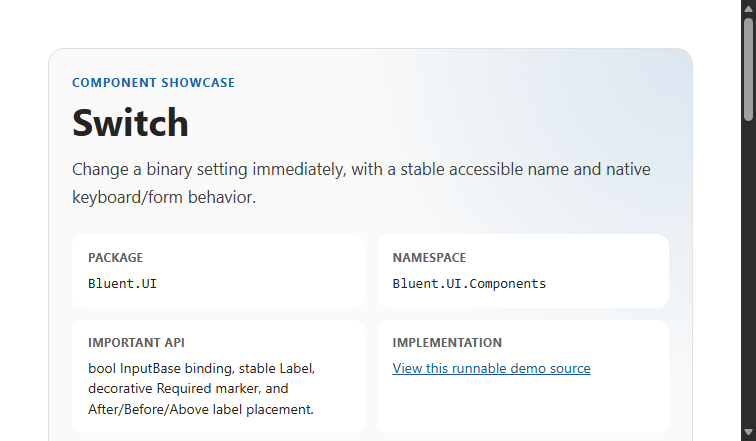 COMPONENT SHOWCASE
Switch
Change a binary setting immediately, with a stable accessible name and native
keyboard/form behavior.
PACKAGE
Bluent.UI
NAMESPACE
Bluent.UI.Components
IMPORTANT API
bool InputBase binding, stable Label,
decorative Required marker, and
After/Before/Above label placement.
IMPLEMENTATION
View this runnable demo source